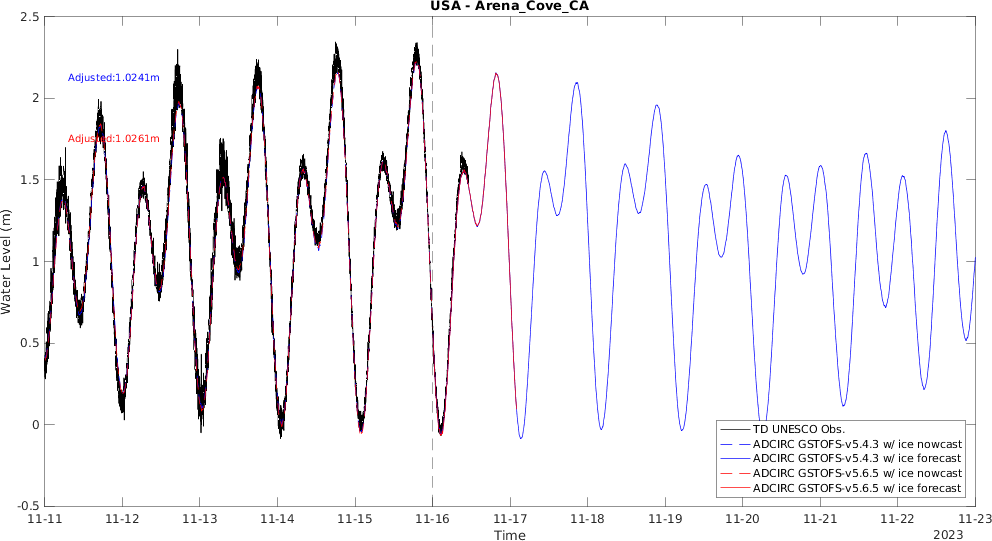 USA - Arena_Cove_CA
2.5
2
1.5
1
0.5
0
-0.5
Water Level (m)
Adjusted:1.0241m
Adjusted:1.0261m
TD UNESCO Obs.
ADCIRC GSTOFS-v5.4.3 w/ ice nowcast
ADCIRC GSTOFS-v5.4.3 w/ ice forecast
ADCIRC GSTOFS-v5.6.5 w/ ice nowcast
ADCIRC GSTOFS-v5.6.5 w/ ice forecast
11-11 11-12 11-13 11-14 11-15 11-16 11-17 11-18 11-19 11-20 11-21 11-22 11-23
Time
2023